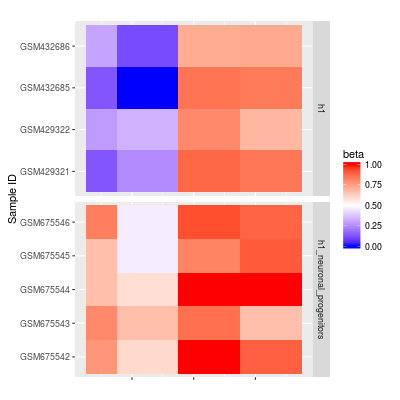 GSM432686
GSM432685
GSM429322
GSM429321
h1
GSM675546
GSM675545
GSM675544
GSM675543
GSM675542
h1_neuronal_progenitors
Sample ID
beta
1.00
0.75
0.50
0.25
0.00